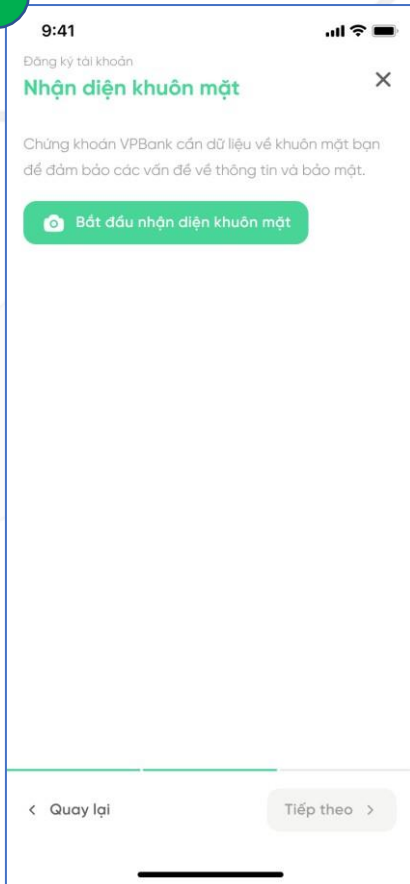 9:41
Đăng ký tài khoản
Nhận diện khuôn mặt
Chứng khoán VPBank cần dữ liệu về khuôn mặt bạn
để đảm bảo các vấn đề về thông tin và bảo mật.
Bắt đầu nhận diện khuôn mặt
Quay lại
Tiếp theo